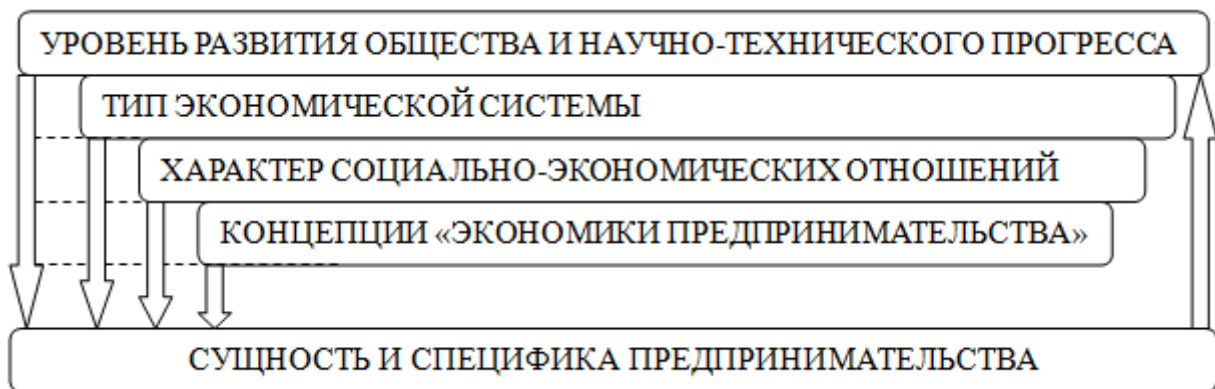 УРОВЕНЬ РАЗВИТИЯ ОБЩЕСТВА И НАУЧНО-ТЕХНИЧЕСКОГО ПРОГРЕССА
ТИП ЭКОНОМИЧЕСКОЙ СИСТЕМЫ
ХАРАКТЕР СОЦИАЛЬНО-ЭКОНОМИЧЕСКИХ ОТНОШЕНИЙ
КОНЦЕПЦИИ «ЭКОНОМИКИ ПРЕДПРИНИМАТЕЛЬСТВА»
СУЩНОСТЬ И СПЕЦИФИКА ПРЕДПРИНИМАТЕЛЬСТВА